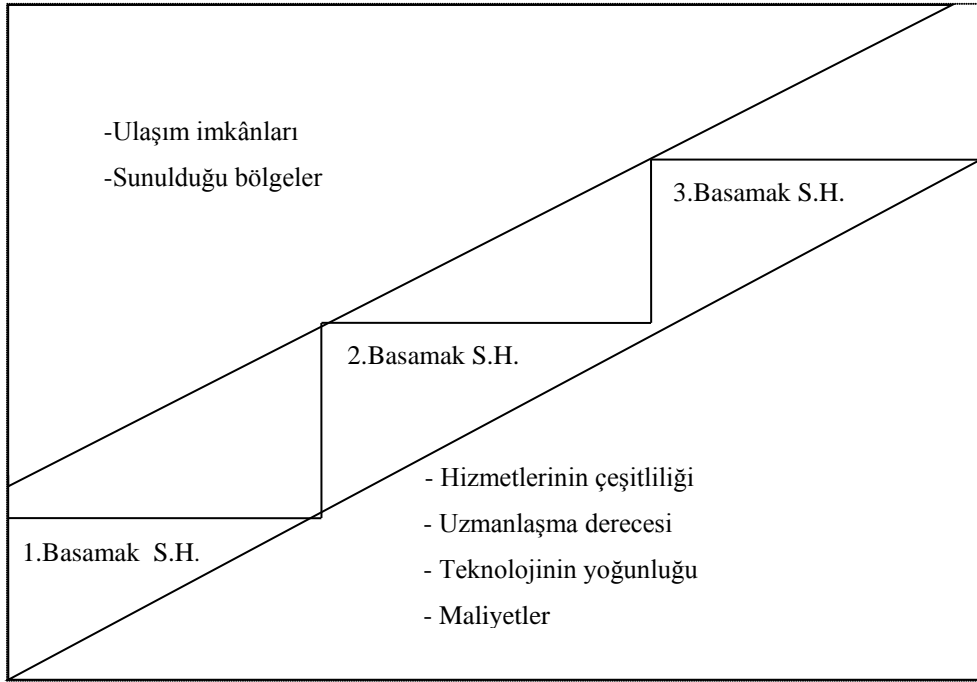 -Ulaşım imkânları
-Sunulduğu bölgeler
3.Basamak S.H.
2.Basamak S.H.
- Hizmetlerinin çeşitliliği
- Uzmanlaşma derecesi
1.Basamak S.H.
- Teknolojinin yoğunluğu
- Maliyetler